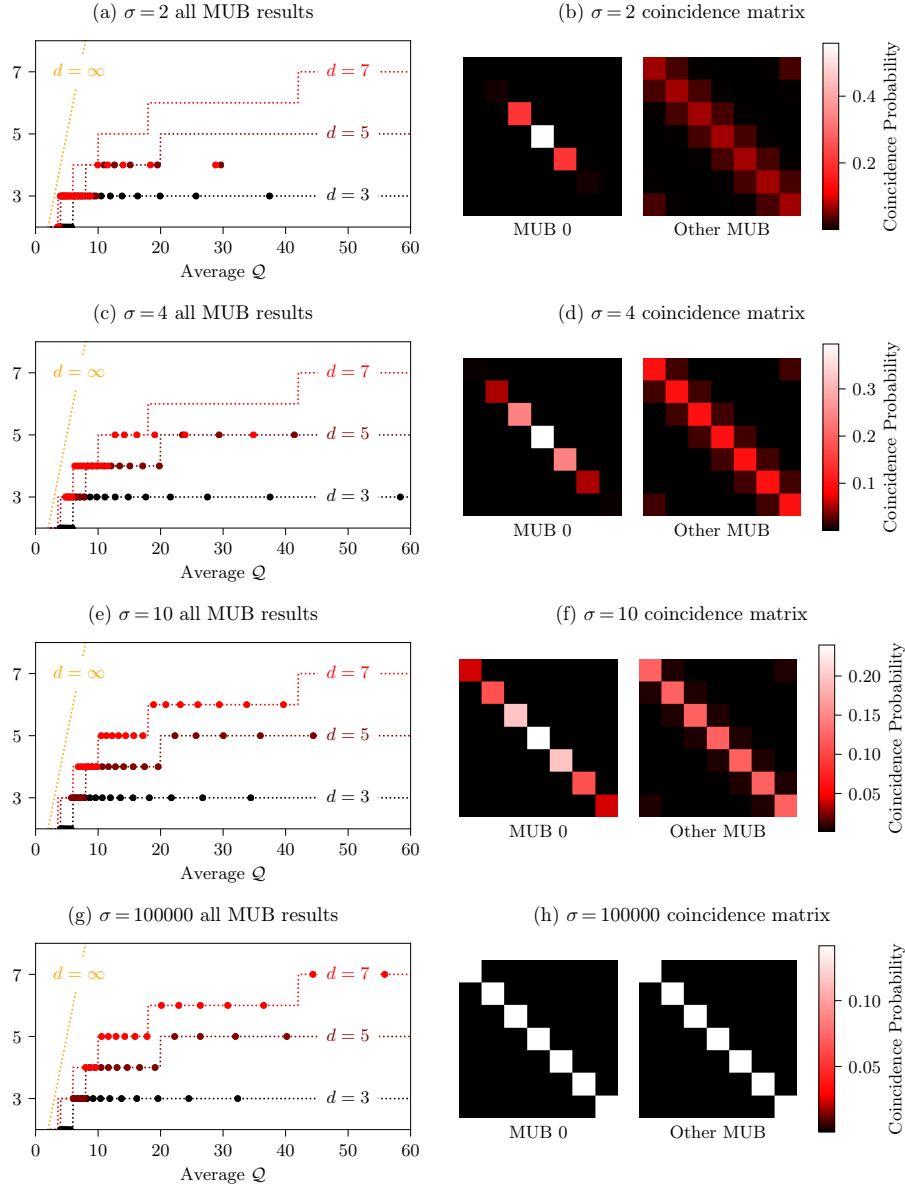 (a) σ = 2 all MUB results
7
5
3
d = ∞
d = 7
d = 5
d = 3
0 10 20 30 40 50 60
Average 𝒬
(b) σ = 2 coincidence matrix
MUB 0
Other MUB
0.4
0.2
Coincidence Probability
(c) σ = 4 all MUB results
7
5
3
d = ∞
d = 7
d = 5
d = 3
0 10 20 30 40 50 60
Average 𝒬
(d) σ = 4 coincidence matrix
MUB 0
Other MUB
0.3
0.2
0.1
Coincidence Probability
(e) σ = 10 all MUB results
7
5
3
d = ∞
d = 7
d = 5
d = 3
0 10 20 30 40 50 60
Average 𝒬
(f) σ = 10 coincidence matrix
MUB 0
Other MUB
0.20
0.15
0.10
0.05
Coincidence Probability
(g) σ = 100000 all MUB results
7
5
3
d = ∞
d = 7
d = 5
d = 3
0 10 20 30 40 50 60
Average 𝒬
(h) σ = 100000 coincidence matrix
MUB 0
Other MUB
0.10
0.05
0.00
Coincidence Probability